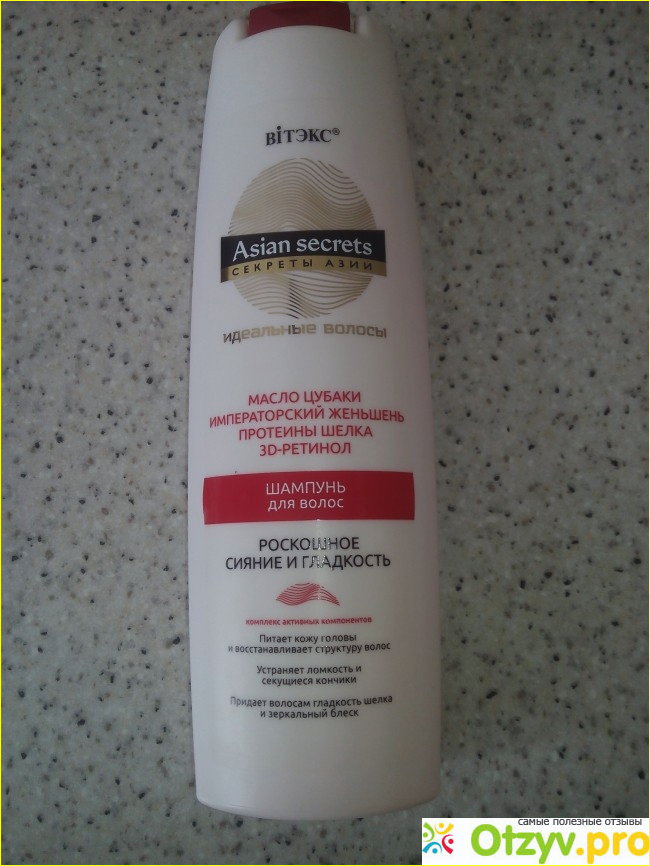 ВІТЭКС®
Asian secrets
СЕКРЕТЫ АЗИИ
идеальные волосы
МАСЛО ЦУБАКИ
ИМПЕРАТОРСКИЙ ЖЕНЬШЕНЬ
ПРОТЕИНЫ ШЕЛКА
3D-РЕТИНОЛ
ШАМПУНЬ
для волос
РОСКОШНОЕ
СИЯНИЕ И ГЛАДКОСТЬ
комплекс активных компонентов
Питает кожу головы
и восстанавливает структуру волос
Устраняет ломкость и
секущиеся кончики
Придает волосам гладкость шелка
и зеркальный блеск
самые полезные отзывы
Otzyv.pro